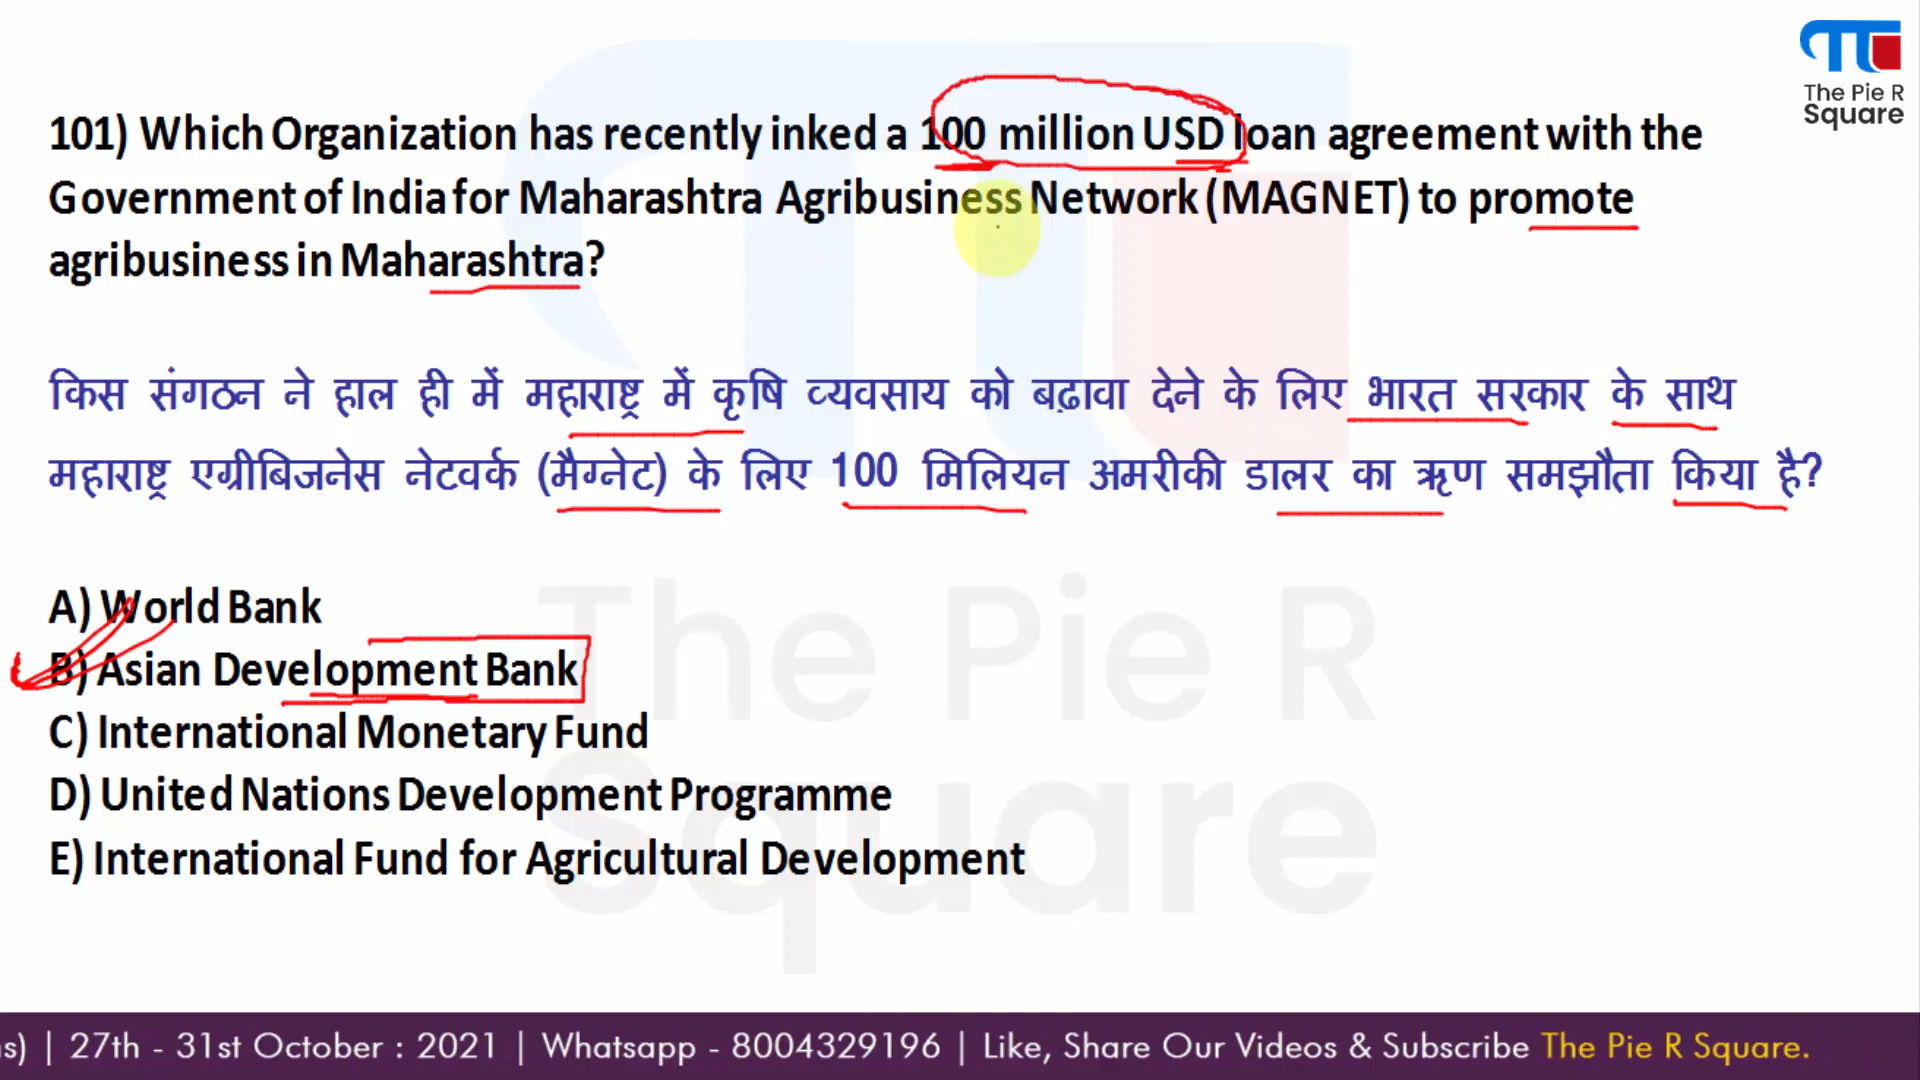 The Pie R
Square
101) Which Organization has recently inked a 100 million USD loan agreement with the
Government of India for Maharashtra Agribusiness Network (MAGNET) to promote
agribusiness in Maharashtra?
किस संगठन ने हाल ही में महाराष्ट्र में कृषि व्यवसाय को बढ़ावा देने के लिए भारत सरकार के साथ
महाराष्ट्र एग्रीबिजनेस नेटवर्क (मैग्नेट) के लिए 100 मिलियन अमरीकी डालर का ऋण समझौता किया है?
A) World Bank
B) Asian Development Bank
C) International Monetary Fund
D) United Nations Development Programme
E) International Fund for Agricultural Development
The Pie R
Square
s) | 27th - 31st October : 2021 | Whatsapp - 8004329196 | Like, Share Our Videos & Subscribe The Pie R Square.